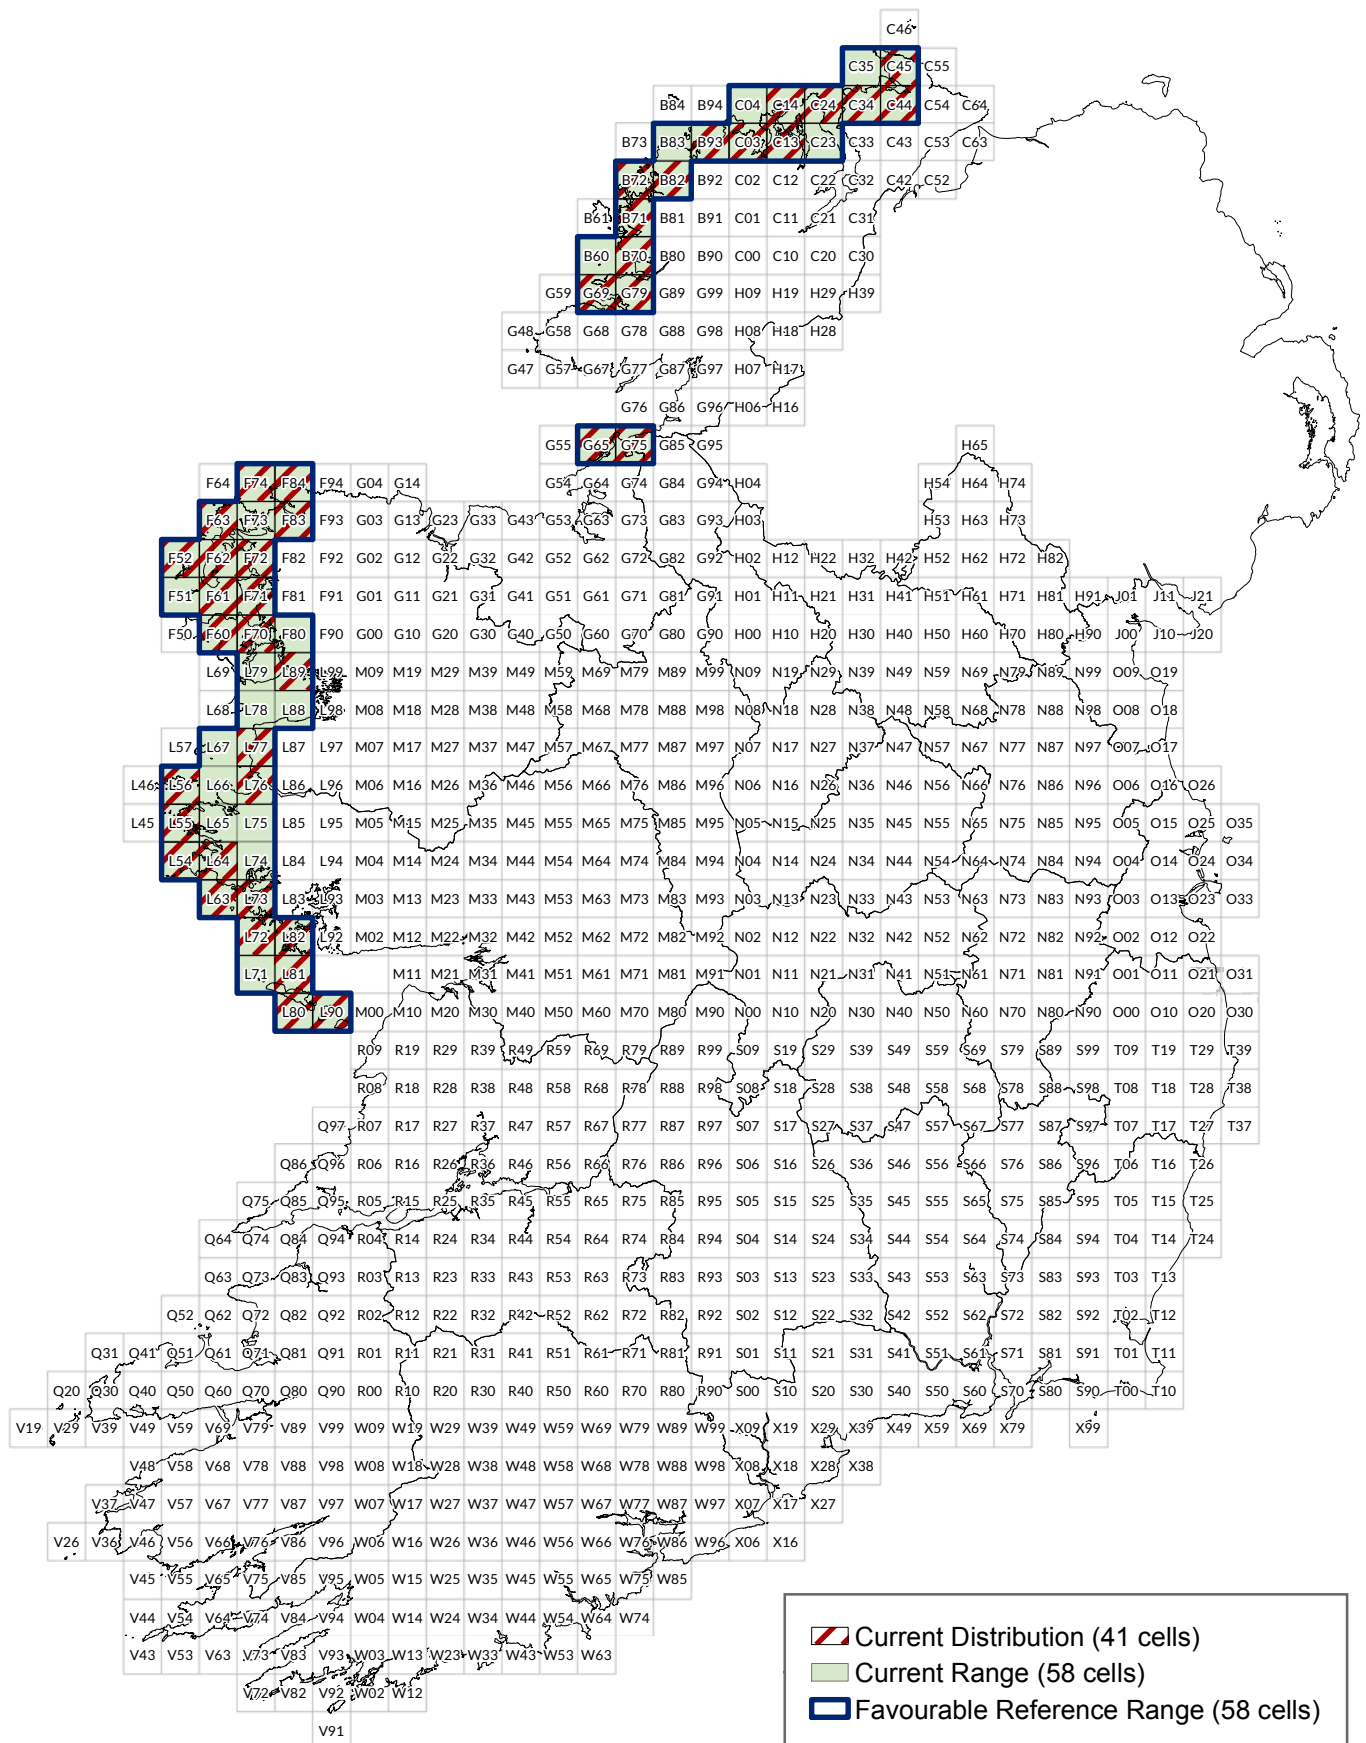 C46
C35 C45 C55
B84 B94 C04 C14 C24 C34 C44 C54 C64
B73 B83 B93 C03 C13 C23 C33 C43 C53 C63
B72 B82 B92 C02 C12 C22 C32 C42 C52
B61 B71 B81 B91 C01 C11 C21 C31
B60 B70 B80 B90 C00 C10 C20 C30
G59 G69 G79 G89 G99 H09 H19 H29 H39
G48 G58 G68 G78 G88 G98 H08 H18 H28
G47 G57 G67 G77 G87 G97 H07 H17
G76 G86 G96 H06 H16
G55 G65 G75 G85 G95 H65
F64 F74 F84 F94 G04 G14 G54 G64 G74 G84 G94 H04 H54 H64 H74
F63 F73 F83 F93 G03 G13 G23 G33 G43 G53 G63 G73 G83 G93 H03 H53 H63 H73
F52 F62 F72 F82 F92 G02 G12 G22 G32 G42 G52 G62 G72 G82 G92 H02 H12 H22 H32 H42 H52 H62 H72 H82
F51 F61 F71 F81 F91 G01 G11 G21 G31 G41 G51 G61 G71 G81 G91 H01 H11 H21 H31 H41 H51 H61 H71 H81 H91 J01 J11 J21
F50 F60 F70 F80 F90 G00 G10 G20 G30 G40 G50 G60 G70 G80 G90 H00 H10 H20 H30 H40 H50 H60 H70 H80 H90 J00 J10 J20
L69 L79 L89 L99 M09 M19 M29 M39 M49 M59 M69 M79 M89 M99 N09 N19 N29 N39 N49 N59 N69 N79 N89 N99 O09 O19
L68 L78 L88 L98 M08 M18 M28 M38 M48 M58 M68 M78 M88 M98 N08 N18 N28 N38 N48 N58 N68 N78 N88 N98 O08 O18
L57 L67 L77 L87 L97 M07 M17 M27 M37 M47 M57 M67 M77 M87 M97 N07 N17 N27 N37 N47 N57 N67 N77 N87 N97 O07 O17
L46 L56 L66 L76 L86 L96 M06 M16 M26 M36 M46 M56 M66 M76 M86 M96 N06 N16 N26 N36 N46 N56 N66 N76 N86 N96 O06 O16 O26
L45 L55 L65 L75 L85 L95 M05 M15 M25 M35 M45 M55 M65 M75 M85 M95 N05 N15 N25 N35 N45 N55 N65 N75 N85 N95 O05 O15 O25 O35
L54 L64 L74 L84 L94 M04 M14 M24 M34 M44 M54 M64 M74 M84 M94 N04 N14 N24 N34 N44 N54 N64 N74 N84 N94 O04 O14 O24 O34
L63 L73 L83 L93 M03 M13 M23 M33 M43 M53 M63 M73 M83 M93 N03 N13 N23 N33 N43 N53 N63 N73 N83 N93 O03 O13 O23 O33
L72 L82 L92 M02 M12 M22 M32 M42 M52 M62 M72 M82 M92 N02 N12 N22 N32 N42 N52 N62 N72 N82 N92 O02 O12 O22
L71 L81 M11 M21 M31 M41 M51 M61 M71 M81 M91 N01 N11 N21 N31 N41 N51 N61 N71 N81 N91 O01 O11 O21 O31
L80 L90 M00 M10 M20 M30 M40 M50 M60 M70 M80 M90 N00 N10 N20 N30 N40 N50 N60 N70 N80 N90 O00 O10 O20 O30
R09 R19 R29 R39 R49 R59 R69 R79 R89 R99 S09 S19 S29 S39 S49 S59 S69 S79 S89 S99 T09 T19 T29 T39
R08 R18 R28 R38 R48 R58 R68 R78 R88 R98 S08 S18 S28 S38 S48 S58 S68 S78 S88 S98 T08 T18 T28 T38
Q97 R07 R17 R27 R37 R47 R57 R67 R77 R87 R97 S07 S17 S27 S37 S47 S57 S67 S77 S87 S97 T07 T17 T27 T37
Q86 Q96 R06 R16 R26 R36 R46 R56 R66 R76 R86 R96 S06 S16 S26 S36 S46 S56 S66 S76 S86 S96 T06 T16 T26
Q75 Q85 Q95 R05 R15 R25 R35 R45 R55 R65 R75 R85 R95 S05 S15 S25 S35 S45 S55 S65 S75 S85 S95 T05 T15 T25
Q64 Q74 Q84 Q94 R04 R14 R24 R34 R44 R54 R64 R74 R84 R94 S04 S14 S24 S34 S44 S54 S64 S74 S84 S94 T04 T14 T24
Q63 Q73 Q83 Q93 R03 R13 R23 R33 R43 R53 R63 R73 R83 R93 S03 S13 S23 S33 S43 S53 S63 S73 S83 S93 T03 T13
Q52 Q62 Q72 Q82 Q92 R02 R12 R22 R32 R42 R52 R62 R72 R82 R92 S02 S12 S22 S32 S42 S52 S62 S72 S82 S92 T02 T12
Q31 Q41 Q51 Q61 Q71 Q81 Q91 R01 R11 R21 R31 R41 R51 R61 R71 R81 R91 S01 S11 S21 S31 S41 S51 S61 S71 S81 S91 T01 T11
Q20 Q30 Q40 Q50 Q60 Q70 Q80 Q90 R00 R10 R20 R30 R40 R50 R60 R70 R80 R90 S00 S10 S20 S30 S40 S50 S60 S70 S80 S90 T00 T10
V19 V29 V39 V49 V59 V69 V79 V89 V99 W09 W19 W29 W39 W49 W59 W69 W79 W89 W99 X09 X19 X29 X39 X49 X59 X69 X79 X99
V48 V58 V68 V78 V88 V98 W08 W18 W28 W38 W48 W58 W68 W78 W88 W98 X08 X18 X28 X38
V37 V47 V57 V67 V77 V87 V97 W07 W17 W27 W37 W47 W57 W67 W77 W87 W97 X07 X17 X27
V26 V36 V46 V56 V66 V76 V86 V96 W06 W16 W26 W36 W46 W56 W66 W76 W86 W96 X06 X16
V45 V55 V65 V75 V85 V95 W05 W15 W25 W35 W45 W55 W65 W75 W85
V44 V54 V64 V74 V84 V94 W04 W14 W24 W34 W44 W54 W64 W74
V43 V53 V63 V73 V83 V93 W03 W13 W23 W33 W43 W53 W63
V72 V82 V92 W02 W12
V91
Current Distribution (41 cells)
Current Range (58 cells)
Favourable Reference Range (58 cells)